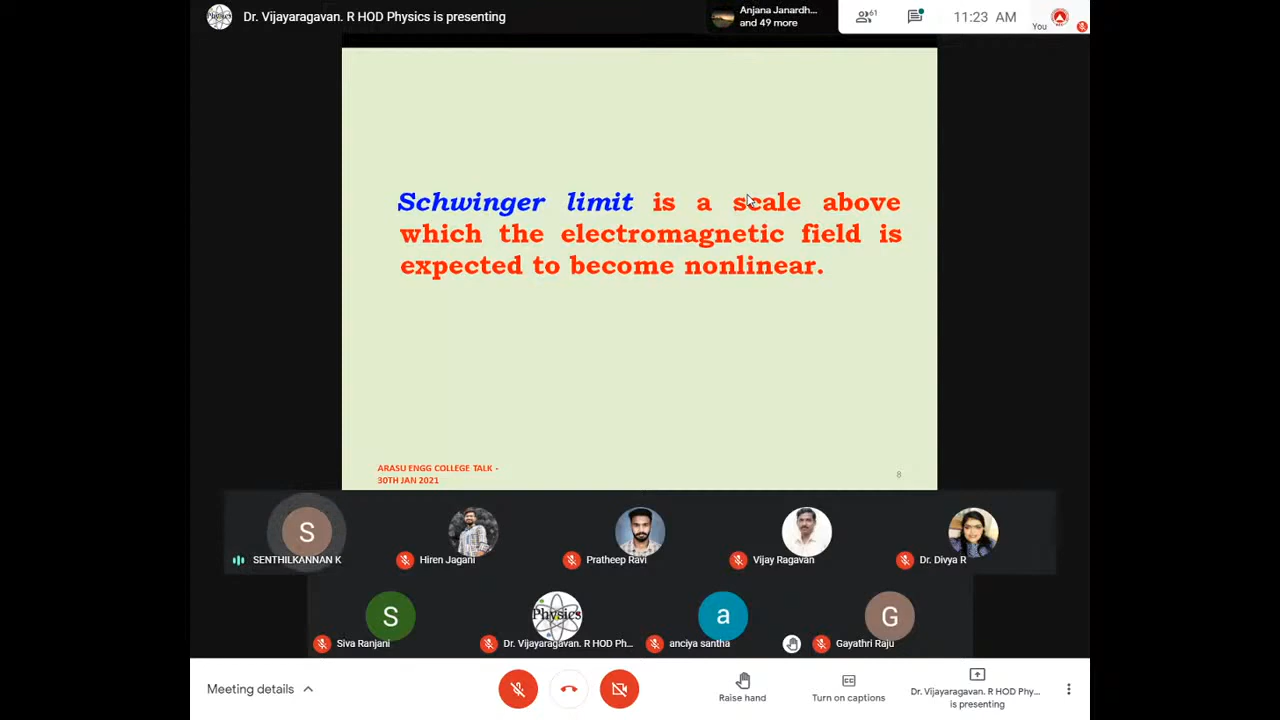 Dr. Vijayaragavan. R HOD Physics is presenting
Anjana Janardh...
and 49 more
61
11:23 AM
You
Schwinger limit is a scale above
which the electromagnetic field is
expected to become nonlinear.
ARASU ENGG COLLEGE TALK -
30TH JAN 2021
8
S
SENTHILKANNAN K
Hiren Jagani
Pratheep Ravi
Vijay Ragavan
Dr. Divya R
S
Siva Ranjani
Physics
Dr. Vijayaragavan. R HOD Ph...
a
anciya santha
G
Gayathri Raju
Meeting details
Raise hand
CC
Turn on captions
Dr. Vijayaragavan. R HOD Phy...
is presenting